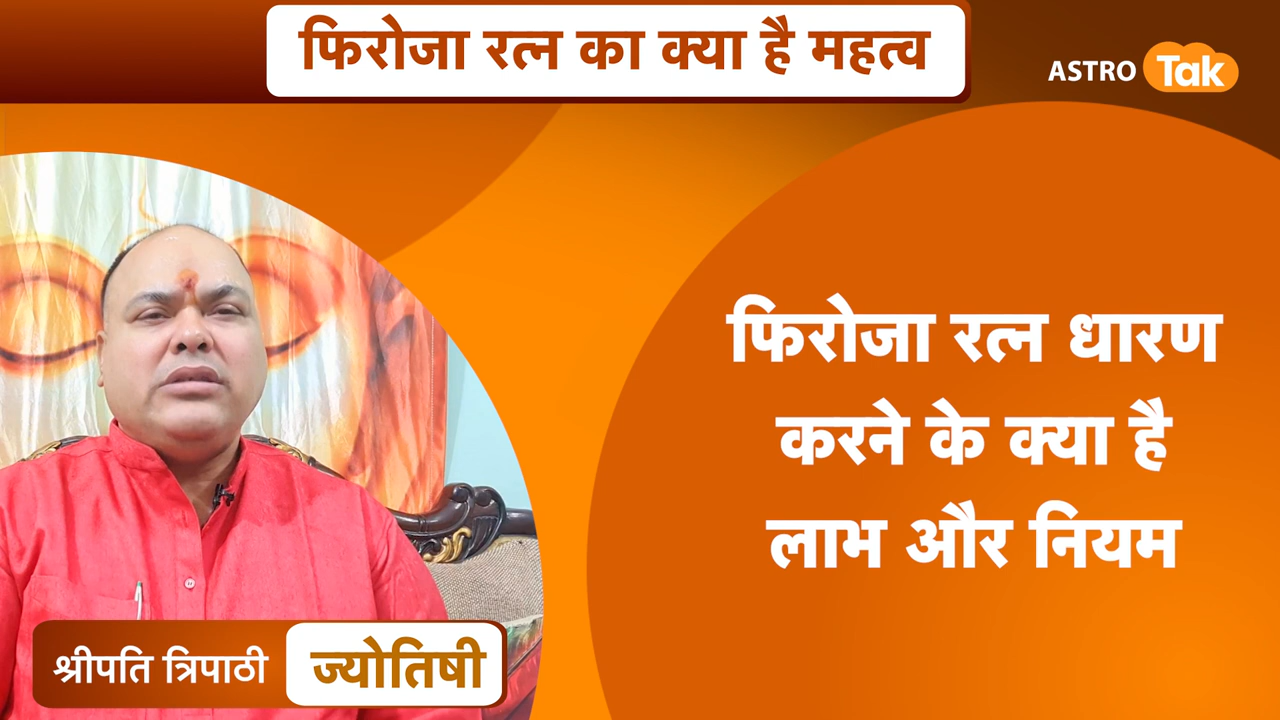 फिरोजा रत्न का क्या है महत्व
ASTRO Tak
फिरोजा रत्न धारण
करने के क्या है
लाभ और नियम
श्रीपति त्रिपाठी ज्योतिषी